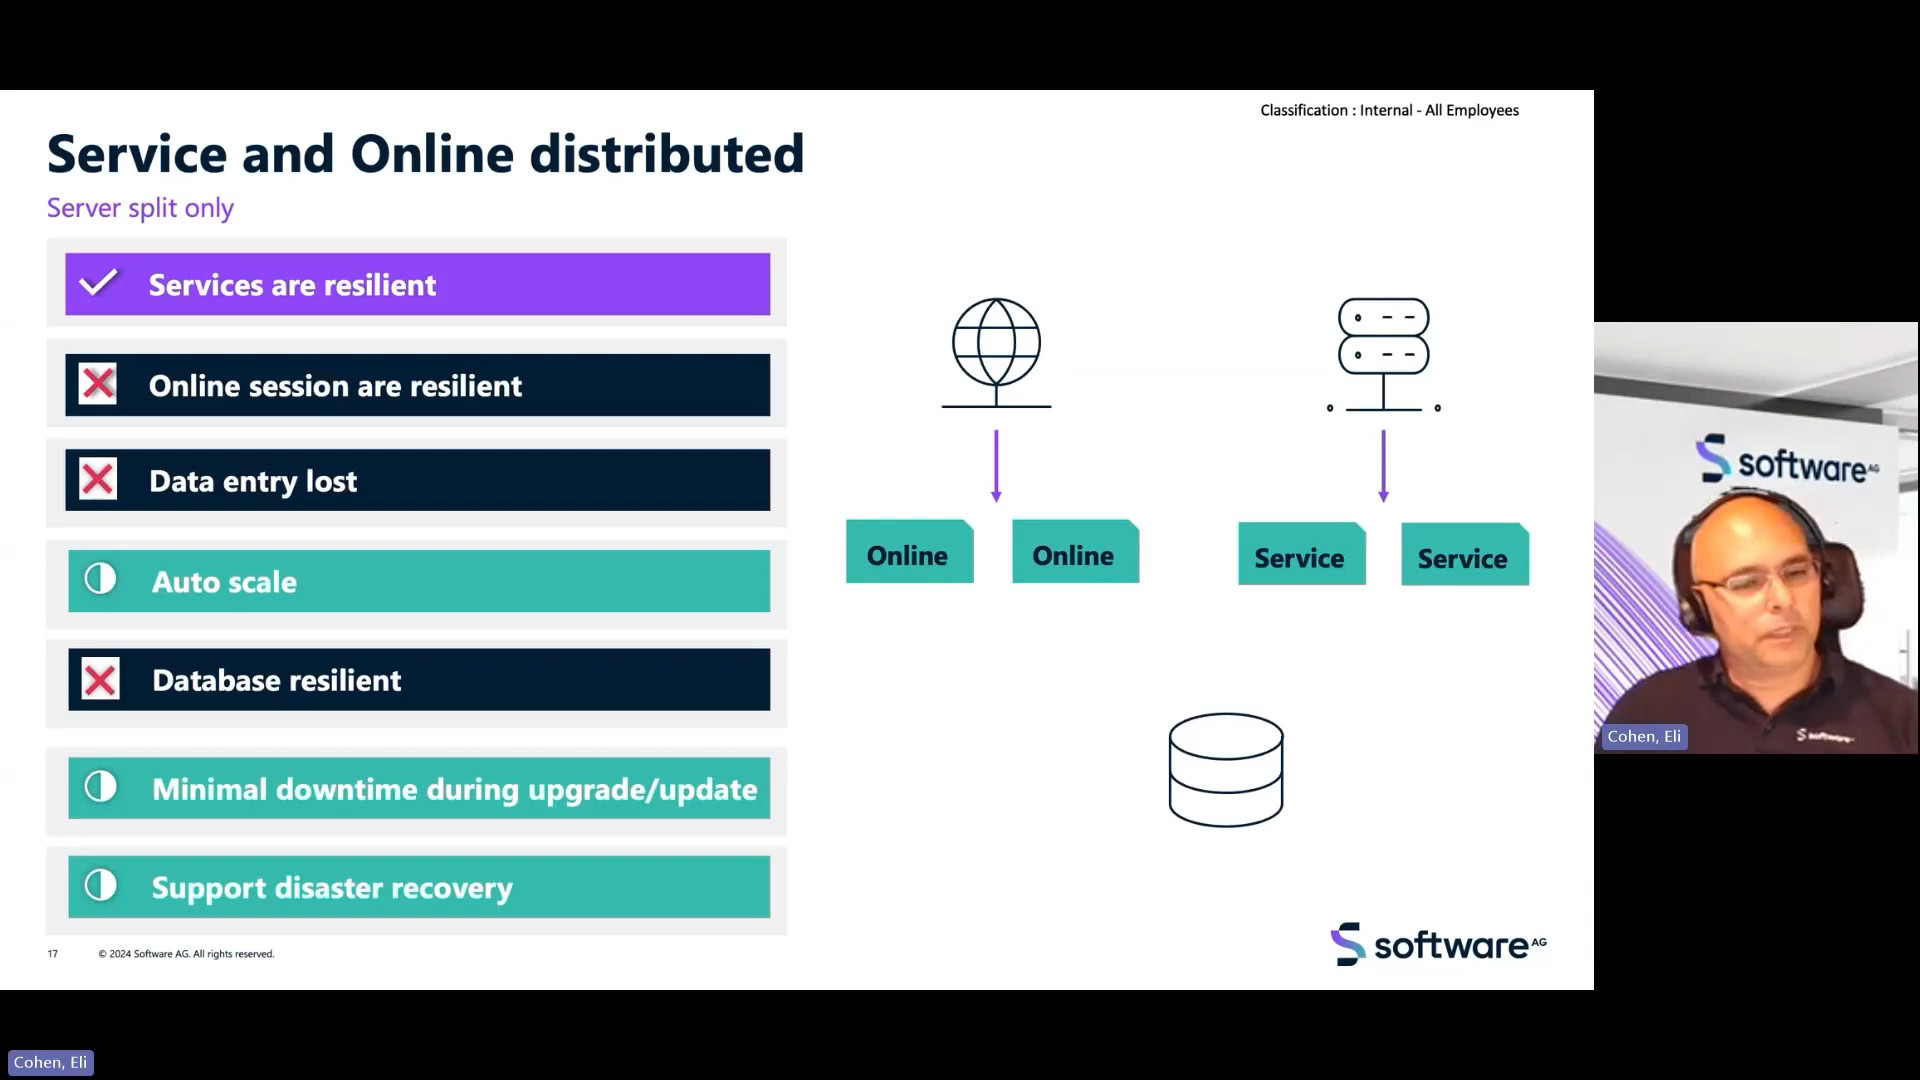 Classification : Internal - All Employees
Service and Online distributed
Server split only
Services are resilient
Online session are resilient
Data entry lost
Auto scale
Database resilient
Minimal downtime during upgrade/update
Support disaster recovery
Online
Online
Service
Service
17
© 2024 Software AG. All rights reserved.
software AG
software AG
software
Cohen, Eli
Cohen, Eli